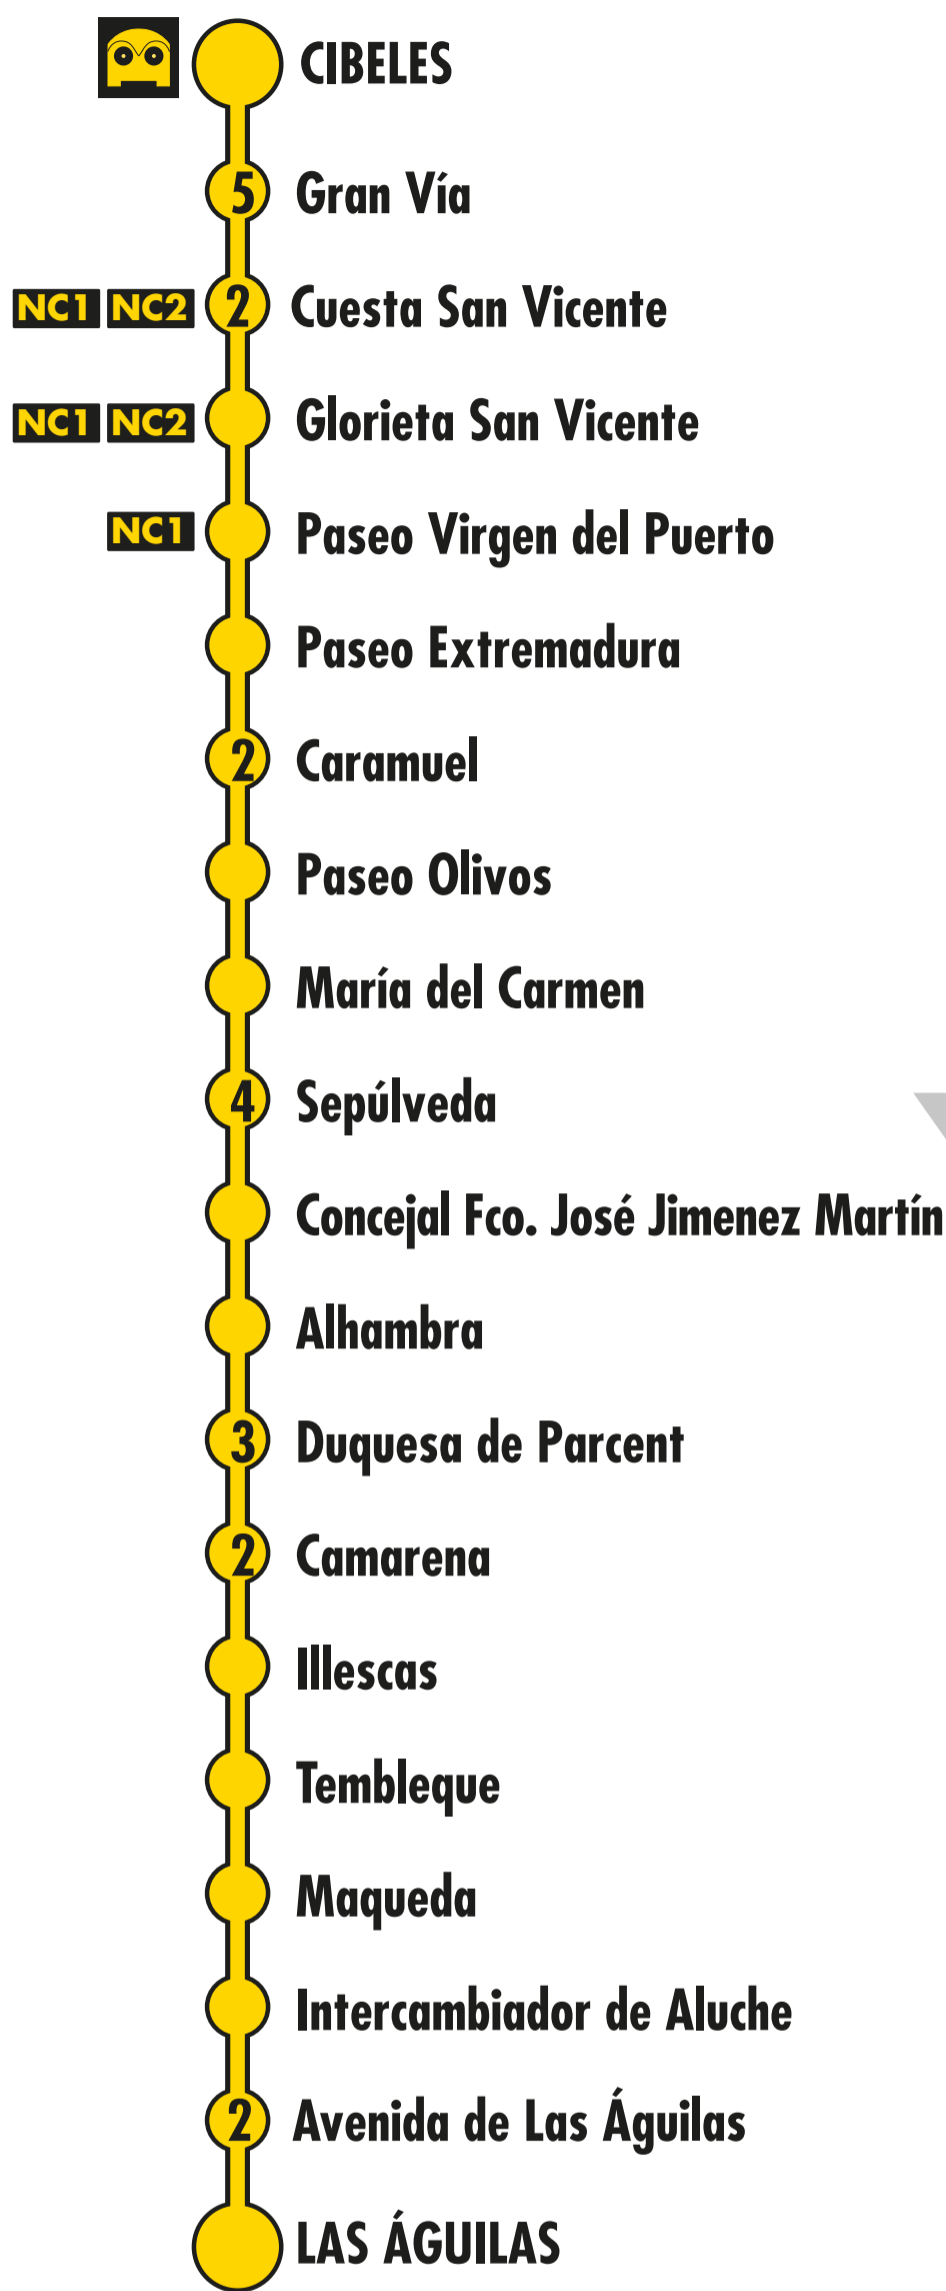 CIBELES
5 Gran Vía
NC1 NC2 2 Cuesta San Vicente
NC1 NC2 Glorieta San Vicente
NC1 Paseo Virgen del Puerto
Paseo Extremadura
2 Caramuel
Paseo Olivos
María del Carmen
4 Sepúlveda
Concejal Fco. José Jimenez Martín
Alhambra
3 Duquesa de Parcent
2 Camarena
Illescas
Tembleque
Maqueda
Intercambiador de Aluche
2 Avenida de Las Águilas
LAS ÁGUILAS